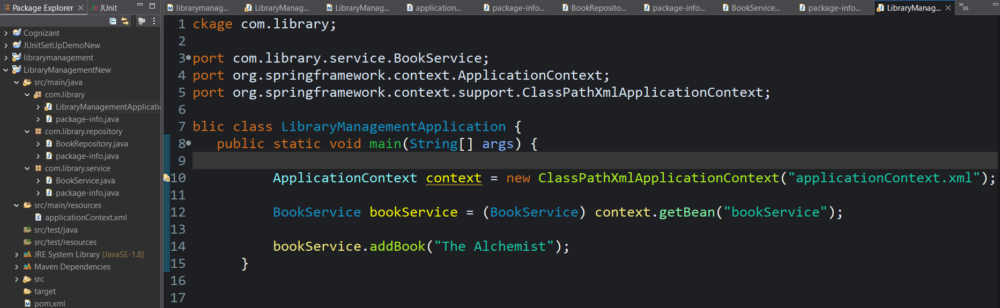 Package Explorer
JUnit
librarymanag...
LibraryManag...
LibraryManag...
application...
package-info...
BookReposito...
package-info...
BookService...
package-info...
LibraryManag...
89
Cognizant
JUnitSetUpDemoNew
librarymanagement
LibraryManagementNew
src/main/java
com.library
LibraryManagementApplicati
package-info.java
com.library.repository
BookRepository.java
package-info.java
com.library.service
BookService.java
package-info.java
src/main/resources
applicationContext.xml
src/test/java
src/test/resources
JRE System Library [JavaSE-1.8]
Maven Dependencies
src
target
pom.xml
1 ckage com.library;
2
3 port com.library.service.BookService;
4 port org.springframework.context.ApplicationContext;
5 port org.springframework.context.support.ClassPathXmlApplicationContext;
6
7 blic class LibraryManagementApplication {
8 public static void main(String[] args) {
9
10 ApplicationContext context = new ClassPathXmlApplicationContext("applicationContext.xml");
11
12 BookService bookService = (BookService) context.getBean("bookService");
13
14 bookService.addBook("The Alchemist");
15 }
16
17